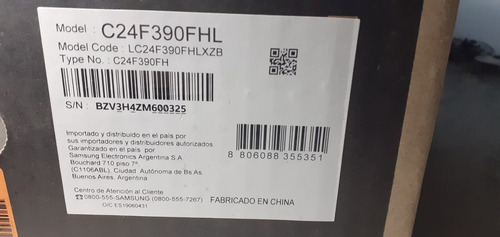 Model : C24F390FHL
Model Code : LC24F390FHLXZB
Type No. : C24F390FH
S/N : BZV3H4ZM600325
Importado y distribuido en el país por
sus importadores y distribuidores autorizados
Garantizado en el país por:
Samsung Electronics Argentina S.A
Bouchard 710 piso 7º
(C1106ABL), Ciudad Autónoma de Bs As.
Buenos Aires, Argentina
8 806088 355351
Centro de Atención al Cliente
☎0800-555-SAMSUNG (0800-555-7267)
FABRICADO EN CHINA
O/C ES19060431